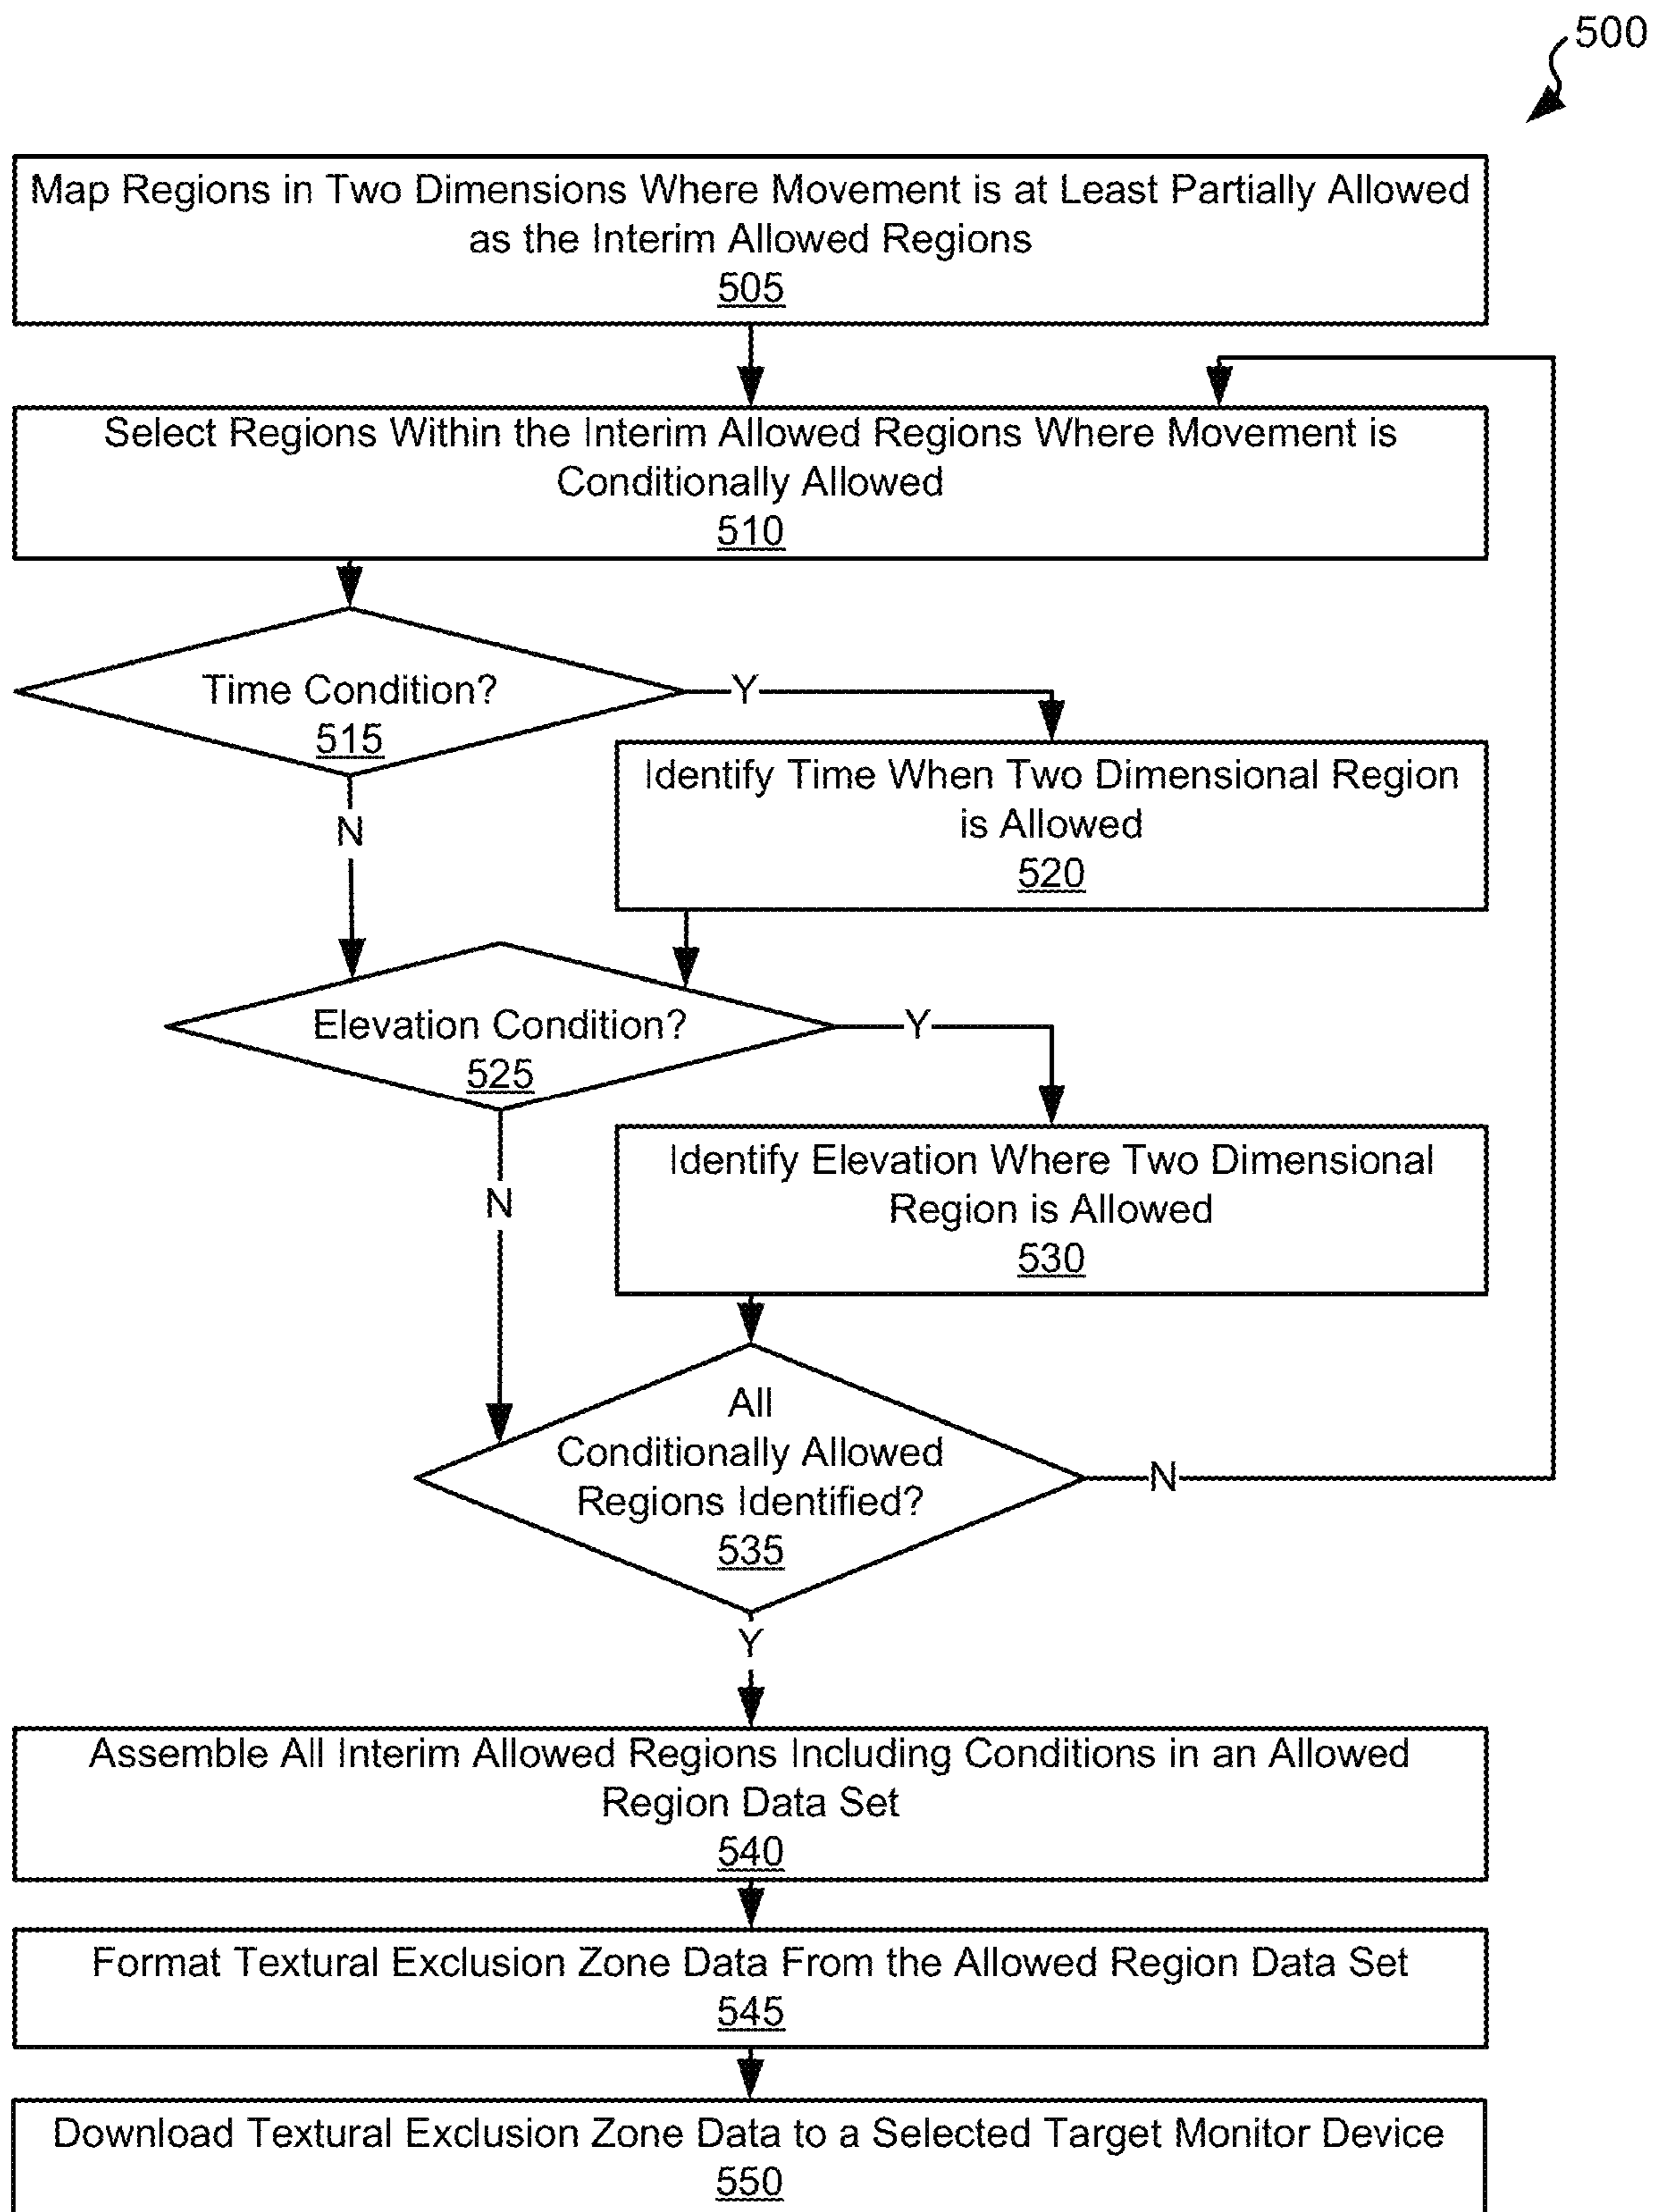 500
Map Regions in Two Dimensions Where Movement is at Least Partially Allowed
as the Interim Allowed Regions
505
Select Regions Within the Interim Allowed Regions Where Movement is
Conditionally Allowed
510
Time Condition?
515
Y
N
Identify Time When Two Dimensional Region
is Allowed
520
Elevation Condition?
525
Y
N
Identify Elevation Where Two Dimensional
Region is Allowed
530
All
Conditionally Allowed
Regions Identified?
535
N
Y
Assemble All Interim Allowed Regions Including Conditions in an Allowed
Region Data Set
540
Format Textural Exclusion Zone Data From the Allowed Region Data Set
545
Download Textural Exclusion Zone Data to a Selected Target Monitor Device
550